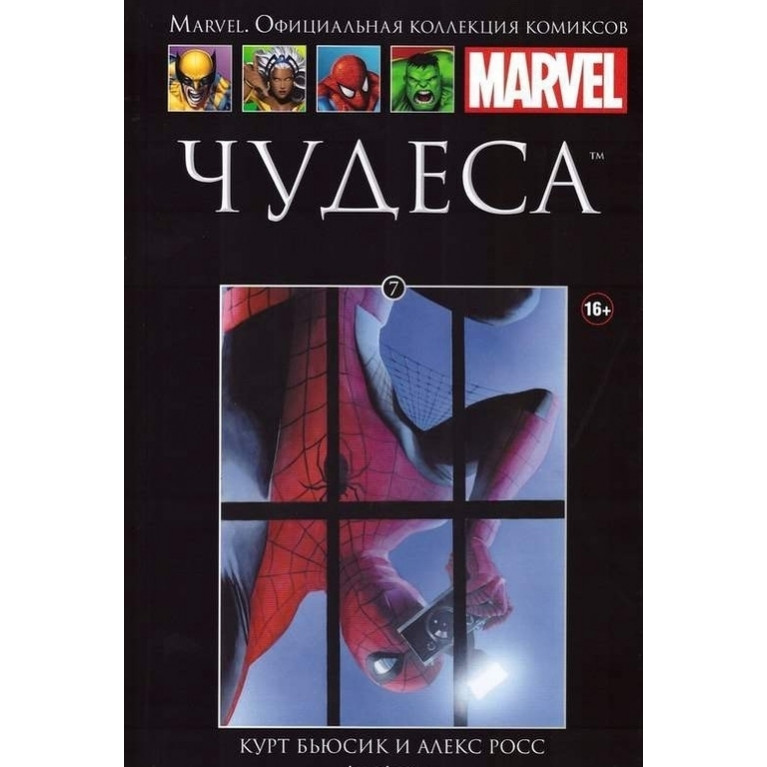 Marvel. Официальная коллекция комиксов
MARVEL
ЧУДЕСА™
7
16+
КУРТ БЬЮСИК И АЛЕКС РОСС